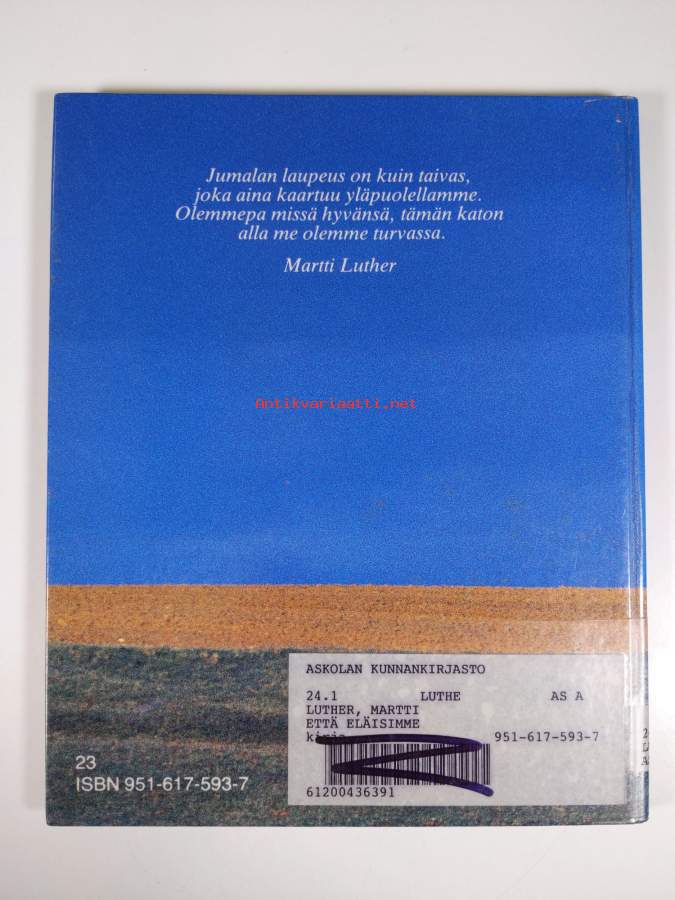 Jumalan laupeus on kuin taivas,
joka aina kaartuu yläpuolellamme.
Olemmepa missä hyvänsä, tämän katon
alla me olemme turvassa.
Martti Luther
Antikvariaatti.net
ASKOLAN KUNNANKIRJASTO
24.1 LUTHE AS A
LUTHER, MARTTI
ETTÄ ELÄISIMME
kirja 951-617-593-7
61200436391
23
ISBN 951-617-593-7